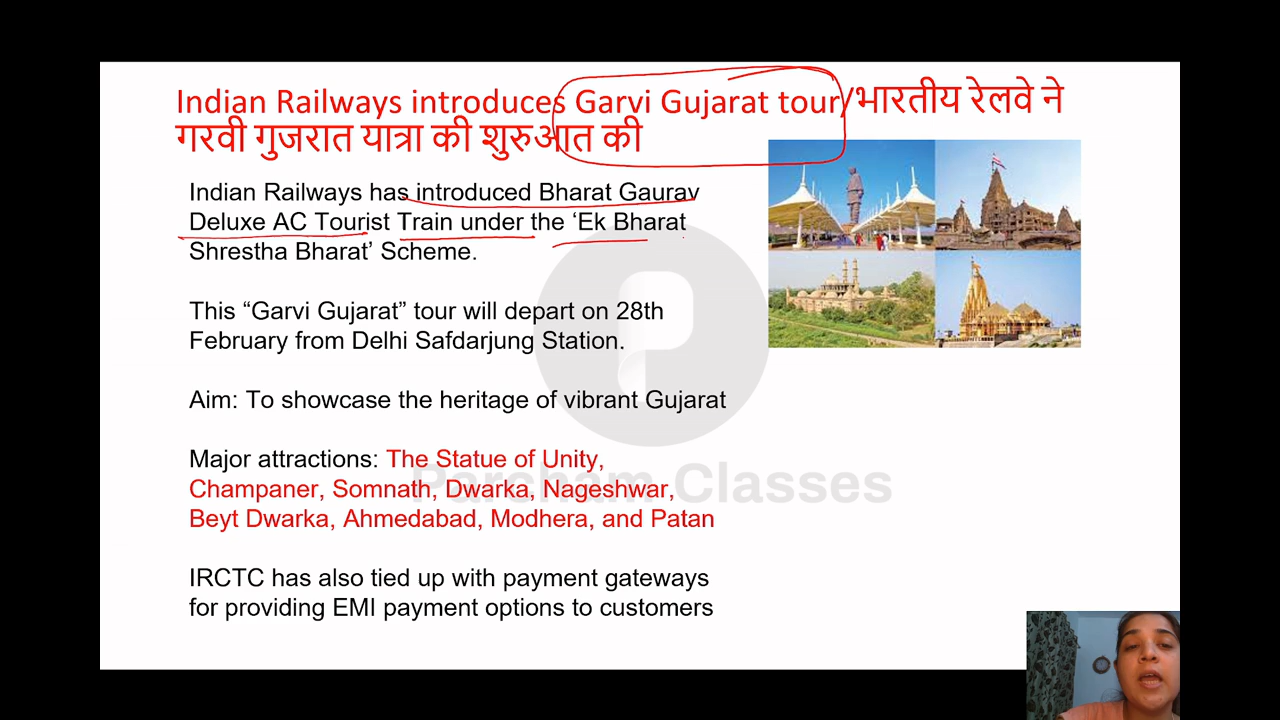 Indian Railways introduces Garvi Gujarat tour/भारतीय रेलवे ने
गरवी गुजरात यात्रा की शुरुआत की
Indian Railways has introduced Bharat Gaurav
Deluxe AC Tourist Train under the ‘Ek Bharat
Shrestha Bharat’ Scheme.
This “Garvi Gujarat” tour will depart on 28th
February from Delhi Safdarjung Station.
Aim: To showcase the heritage of vibrant Gujarat
Major attractions: The Statue of Unity,
Champaner, Somnath, Dwarka, Nageshwar,
Beyt Dwarka, Ahmedabad, Modhera, and Patan
IRCTC has also tied up with payment gateways
for providing EMI payment options to customers
Parcham Classes